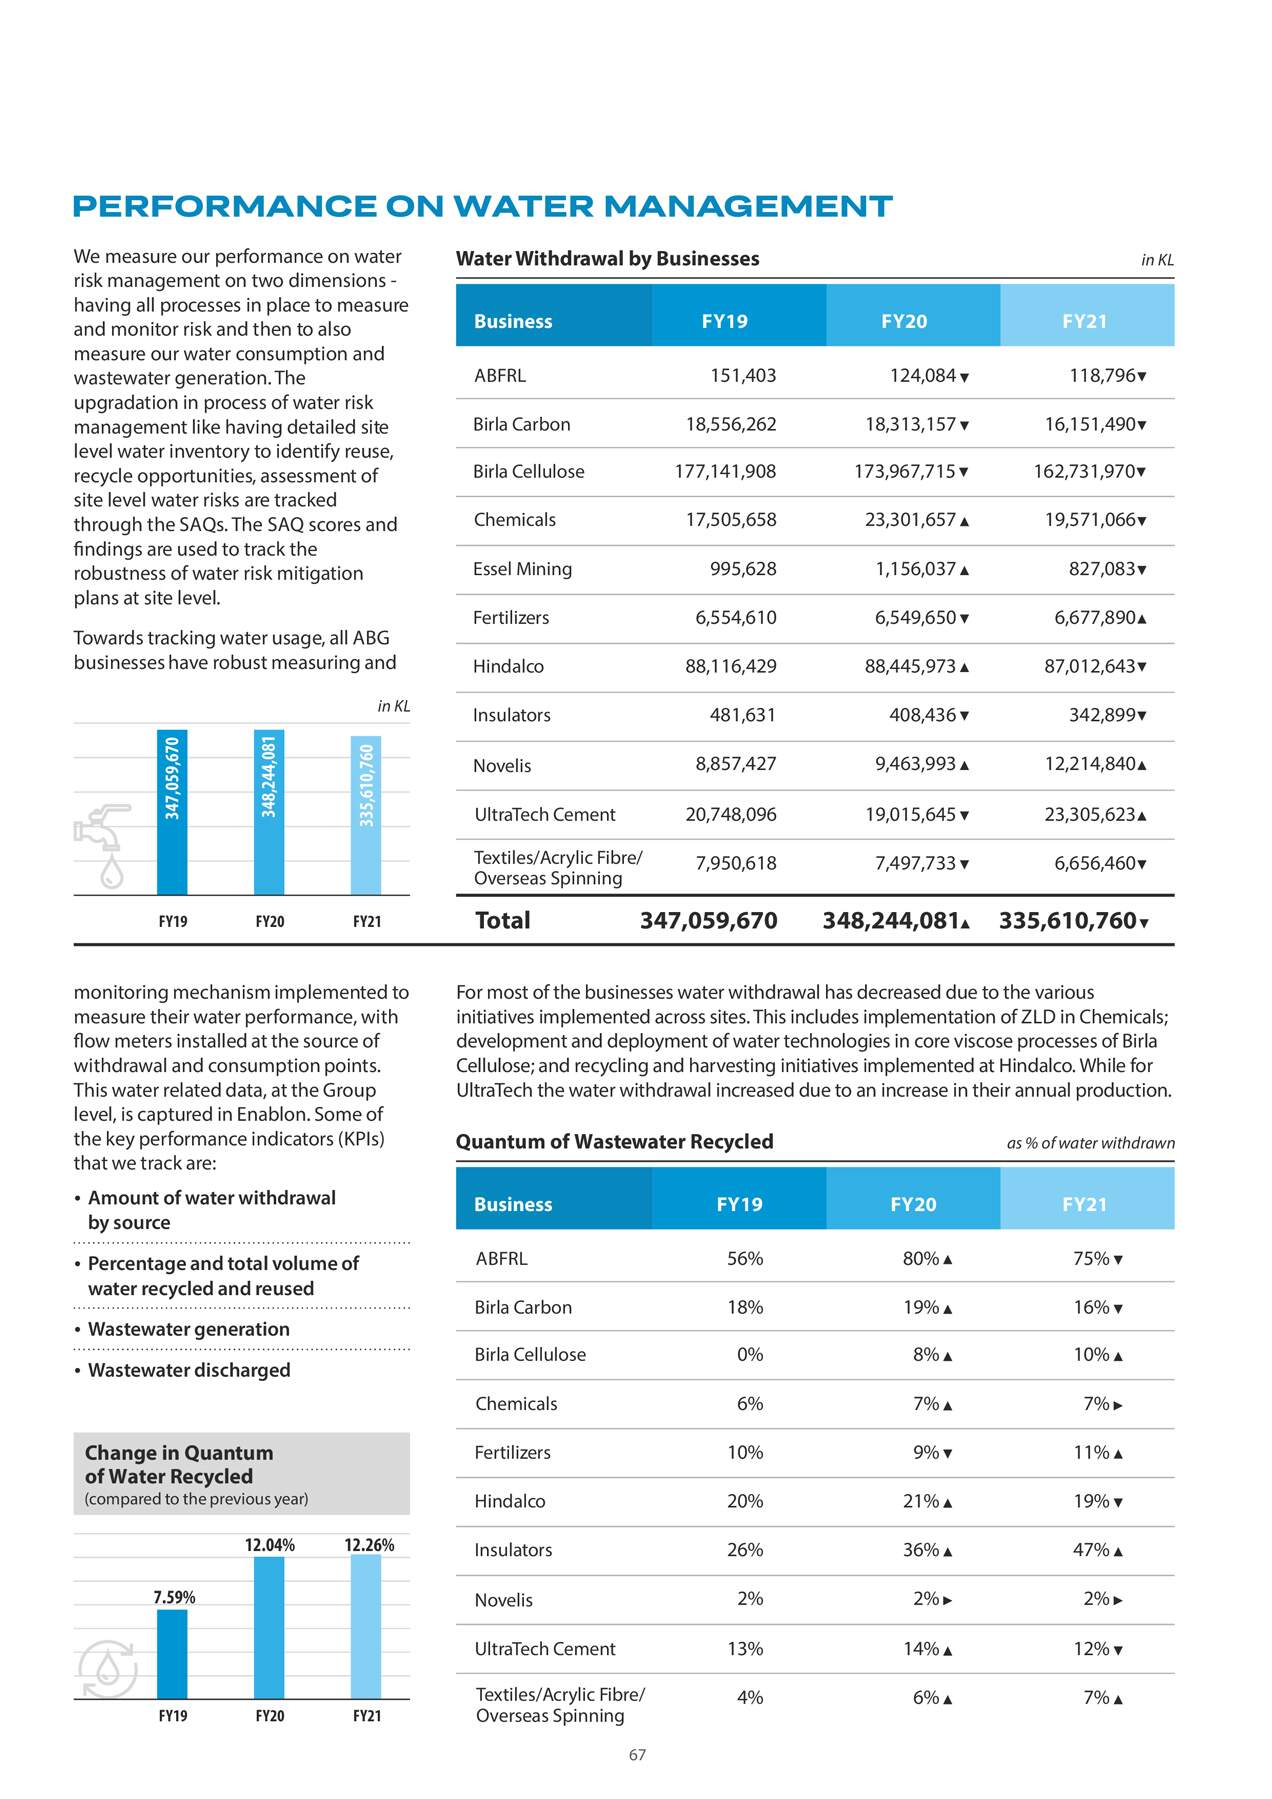 PERFORMANCE ON WATER MANAGEMENT
We measure our performance on water
risk management on two dimensions -
having all processes in place to measure
and monitor risk and then to also
measure our water consumption and
wastewater generation. The
upgradation in process of water risk
management like having detailed site
level water inventory to identify reuse,
recycle opportunities, assessment of
site level water risks are tracked
through the SAQs. The SAQ scores and
findings are used to track the
robustness of water risk mitigation
plans at site level.
Towards tracking water usage, all ABG
businesses have robust measuring and
in KL
347,059,670
348,244,081
335,610,760
FY19 FY20 FY21
Water Withdrawal by Businesses in KL
Business FY19 FY20 FY21
ABFRL 151,403 124,084▼ 118,796▼
Birla Carbon 18,556,262 18,313,157▼ 16,151,490▼
Birla Cellulose 177,141,908 173,967,715▼ 162,731,970▼
Chemicals 17,505,658 23,301,657▲ 19,571,066▼
Essel Mining 995,628 1,156,037▲ 827,083▼
Fertilizers 6,554,610 6,549,650▼ 6,677,890▲
Hindalco 88,116,429 88,445,973▲ 87,012,643▼
Insulators 481,631 408,436▼ 342,899▼
Novelis 8,857,427 9,463,993▲ 12,214,840▲
UltraTech Cement 20,748,096 19,015,645▼ 23,305,623▲
Textiles/Acrylic Fibre/
Overseas Spinning 7,950,618 7,497,733▼ 6,656,460▼
Total 347,059,670 348,244,081▲ 335,610,760▼
monitoring mechanism implemented to
measure their water performance, with
flow meters installed at the source of
withdrawal and consumption points.
This water related data, at the Group
level, is captured in Enablon. Some of
the key performance indicators (KPIs)
that we track are:
• Amount of water withdrawal
by source
• Percentage and total volume of
water recycled and reused
• Wastewater generation
• Wastewater discharged
Change in Quantum
of Water Recycled
(compared to the previous year)
7.59% 12.04% 12.26%
FY19 FY20 FY21
For most of the businesses water withdrawal has decreased due to the various
initiatives implemented across sites. This includes implementation of ZLD in Chemicals;
development and deployment of water technologies in core viscose processes of Birla
Cellulose; and recycling and harvesting initiatives implemented at Hindalco. While for
UltraTech the water withdrawal increased due to an increase in their annual production.
Quantum of Wastewater Recycled as % of water withdrawn
Business FY19 FY20 FY21
ABFRL 56% 80%▲ 75%▼
Birla Carbon 18% 19%▲ 16%▼
Birla Cellulose 0% 8%▲ 10%▲
Chemicals 6% 7%▲ 7%►
Fertilizers 10% 9%▼ 11%▲
Hindalco 20% 21%▲ 19%▼
Insulators 26% 36%▲ 47%▲
Novelis 2% 2%► 2%►
UltraTech Cement 13% 14%▲ 12%▼
Textiles/Acrylic Fibre/
Overseas Spinning 4% 6%▲ 7%▲
67